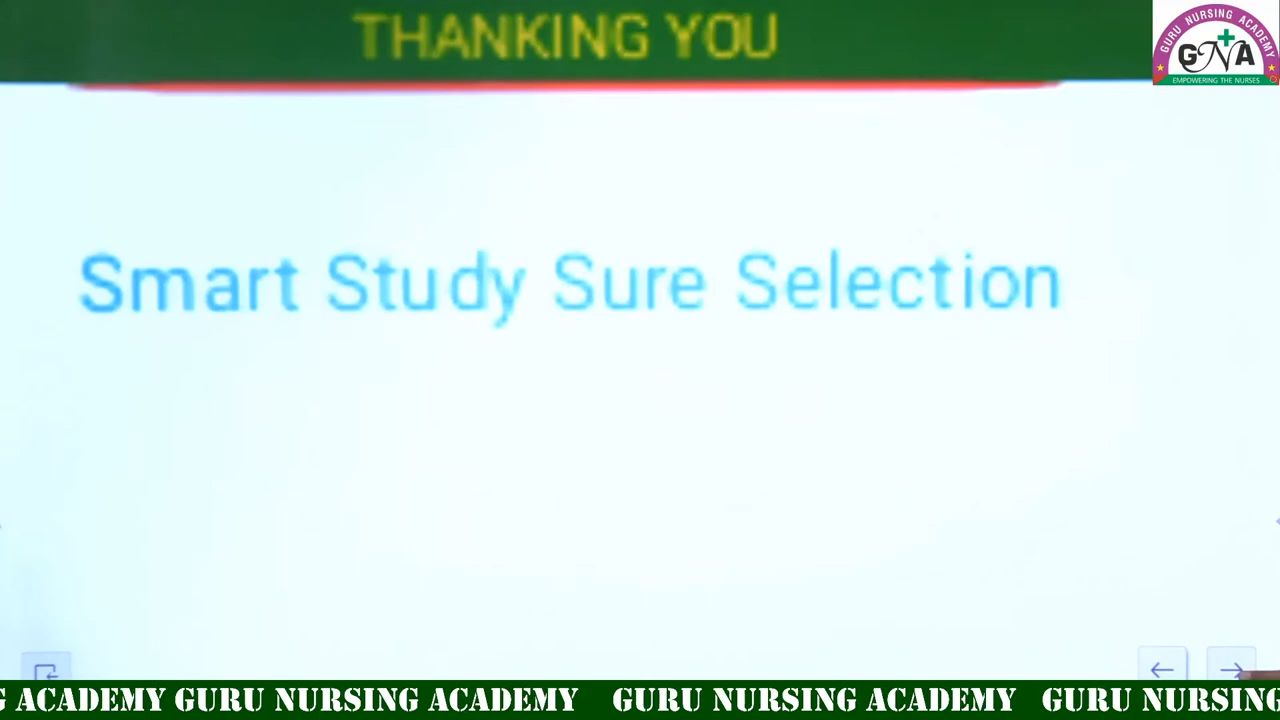 THANKING YOU
GURU NURSING ACADEMY
GNA
EMPOWERING THE NURSES
Smart Study Sure Selection
G ACADEMY GURU NURSING ACADEMY GURU NURSING ACADEMY GURU NURSING